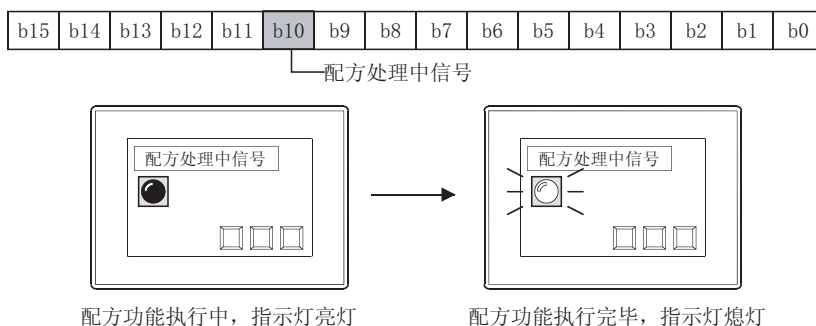 b15 b14 b13 b12 b11 b10 b9 b8 b7 b6 b5 b4 b3 b2 b1 b0
配方处理中信号
配方处理中信号 配方处理中信号
配方功能执行中，指示灯亮灯 配方功能执行完毕，指示灯熄灯